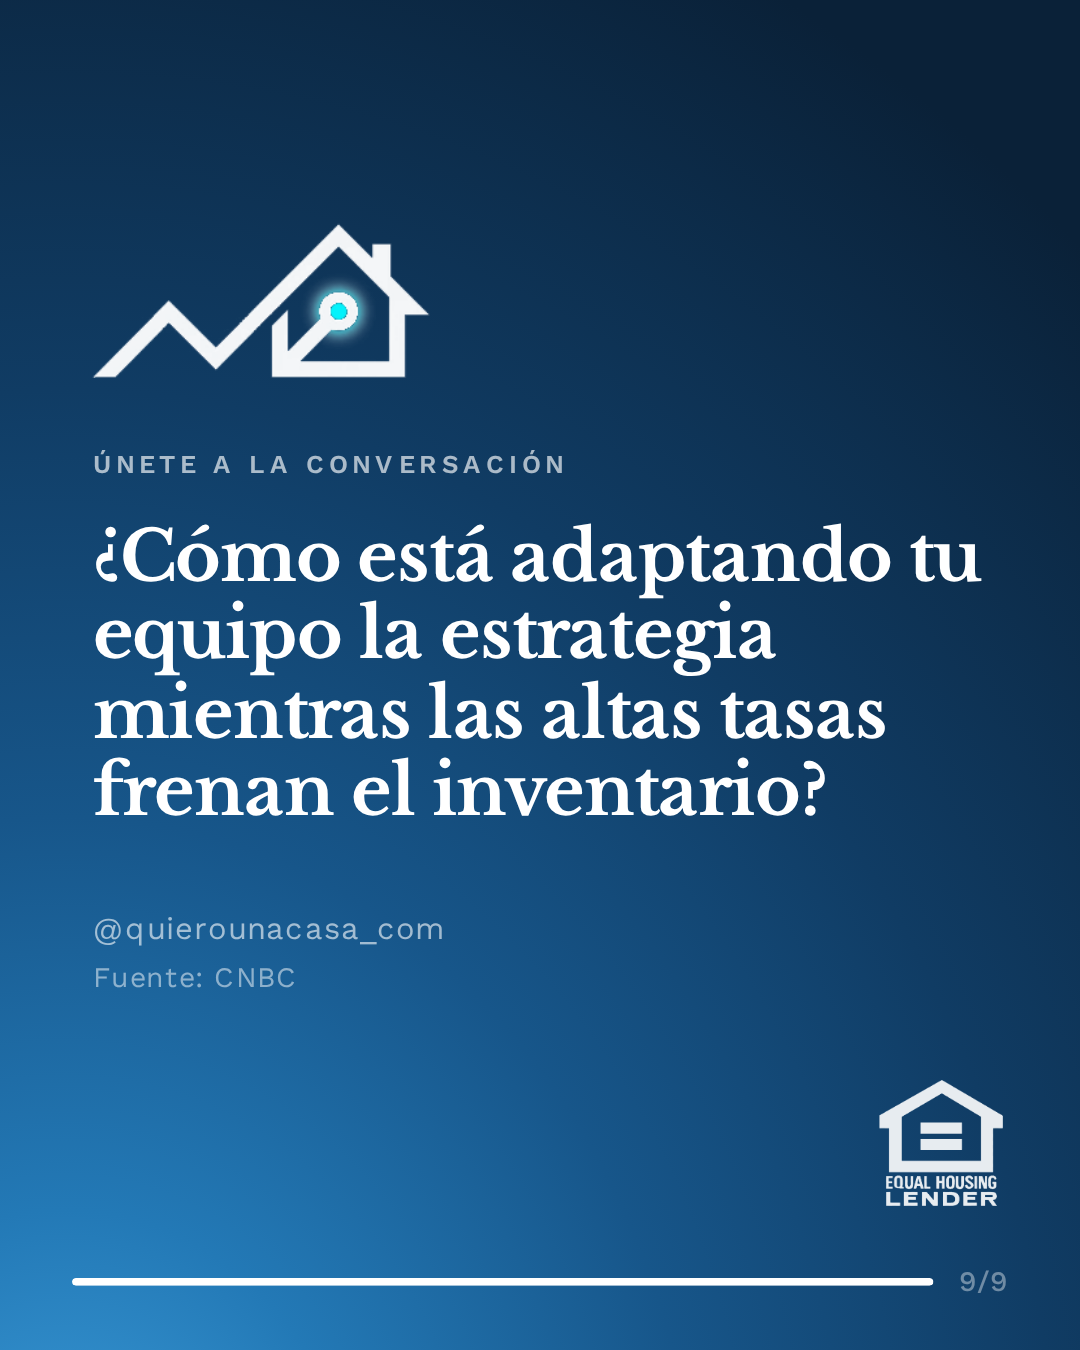 ÚNETE A LA CONVERSACIÓN
¿Cómo está adaptando tu
equipo la estrategia
mientras las altas tasas
frenan el inventario?
@quierounacasa_com
Fuente: CNBC
EQUAL HOUSING
LENDER
9/9